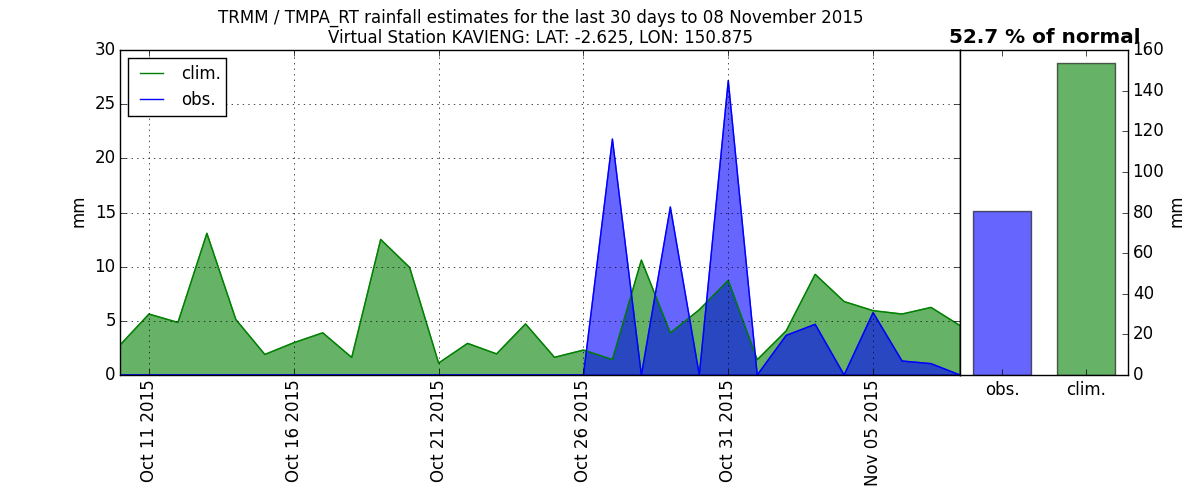 TRMM / TMPA_RT rainfall estimates for the last 30 days to 08 November 2015
Virtual Station KAVIENG: LAT: -2.625, LON: 150.875
52.7 % of normal
clim.
obs.
mm
30
25
20
15
10
5
0
Oct 11 2015
Oct 16 2015
Oct 21 2015
Oct 26 2015
Oct 31 2015
Nov 05 2015
160
140
120
100
80
60
40
20
0
mm
obs.
clim.